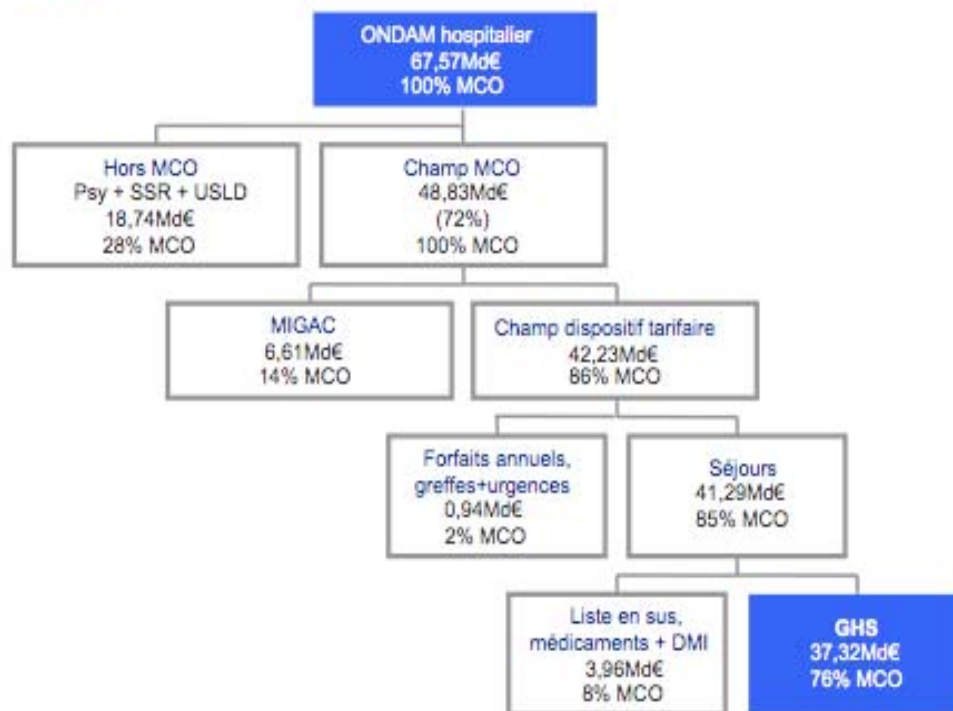 ONDAM hospitalier
67,57Md€
100% MCO
Hors MCO
Psy + SSR + USLD
18,74Md€
28% MCO
Champ MCO
48,83Md€
(72%)
100% MCO
MIGAC
6,61Md€
14% MCO
Champ dispositif tarifaire
42,23Md€
86% MCO
Forfaits annuels,
greffes+urgences
0,94Md€
2% MCO
Séjours
41,29Md€
85% MCO
Liste en sus,
médicaments + DMI
3,96Md€
8% MCO
GHS
37,32Md€
76% MCO